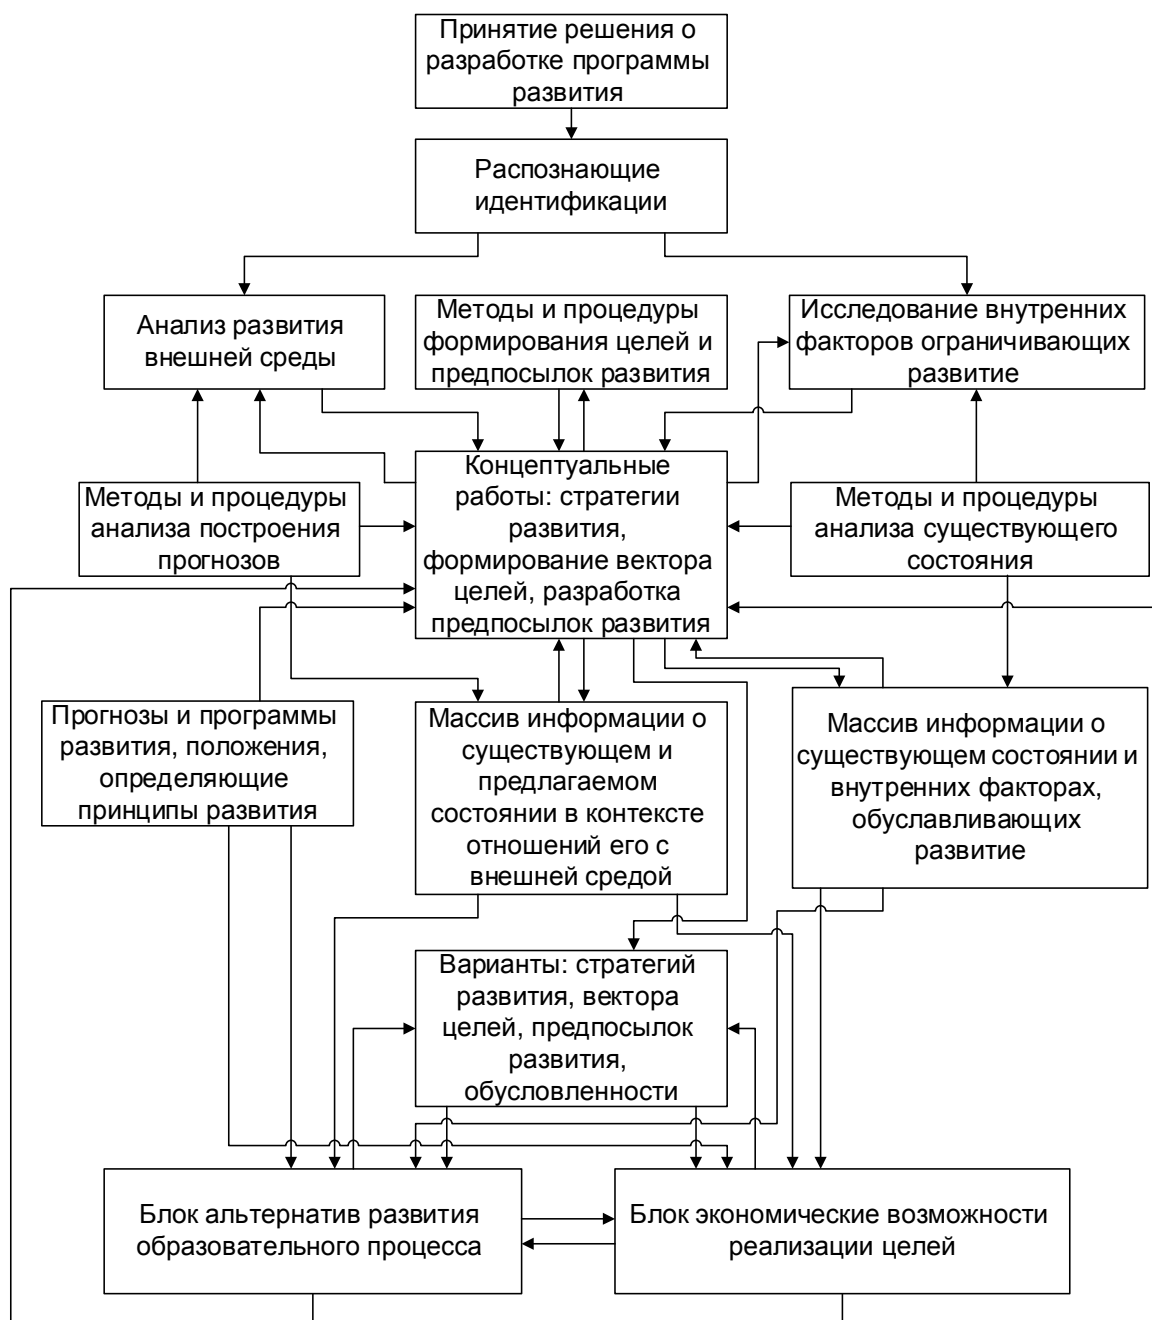 Принятие решения о
разработке программы
развития
Распознающие
идентификации
Анализ развития
внешней среды
Методы и процедуры
формирования целей и
предпосылок развития
Исследование внутренних
факторов ограничивающих
развитие
Методы и процедуры
анализа построения
прогнозов
Концептуальные
работы: стратегии
развития,
формирование вектора
целей, разработка
предпосылок развития
Методы и процедуры
анализа существующего
состояния
Прогнозы и программы
развития, положения,
определяющие
принципы развития
Массив информации о
существующем и
предлагаемом
состоянии в контексте
отношений его с
внешней средой
Массив информации о
существующем состоянии и
внутренних факторах,
обуславливающих
развитие
Варианты: стратегий
развития, вектора
целей, предпосылок
развития,
обусловленности
Блок альтернатив развития
образовательного процесса
Блок экономические возможности
реализации целей